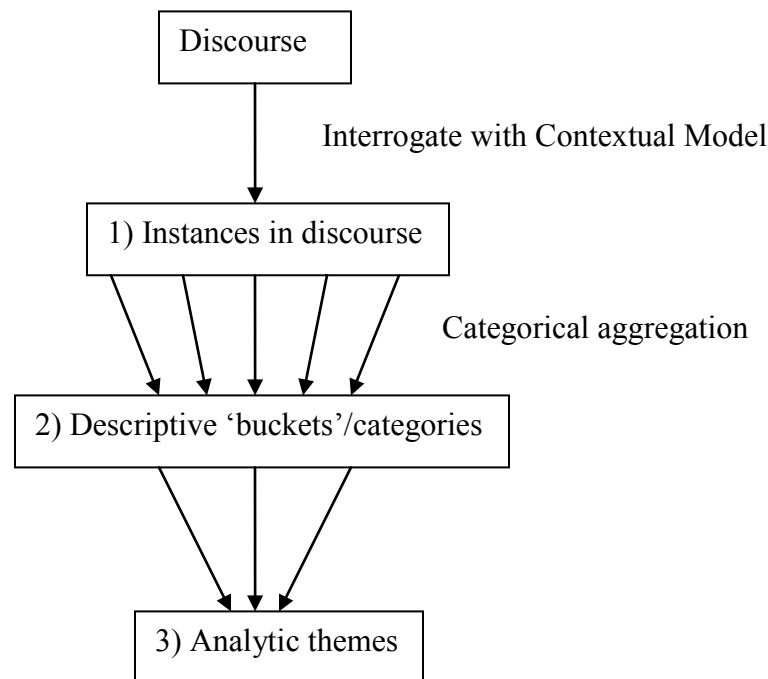 Discourse
Interrogate with Contextual Model
1) Instances in discourse
Categorical aggregation
2) Descriptive ‘buckets’/categories
3) Analytic themes